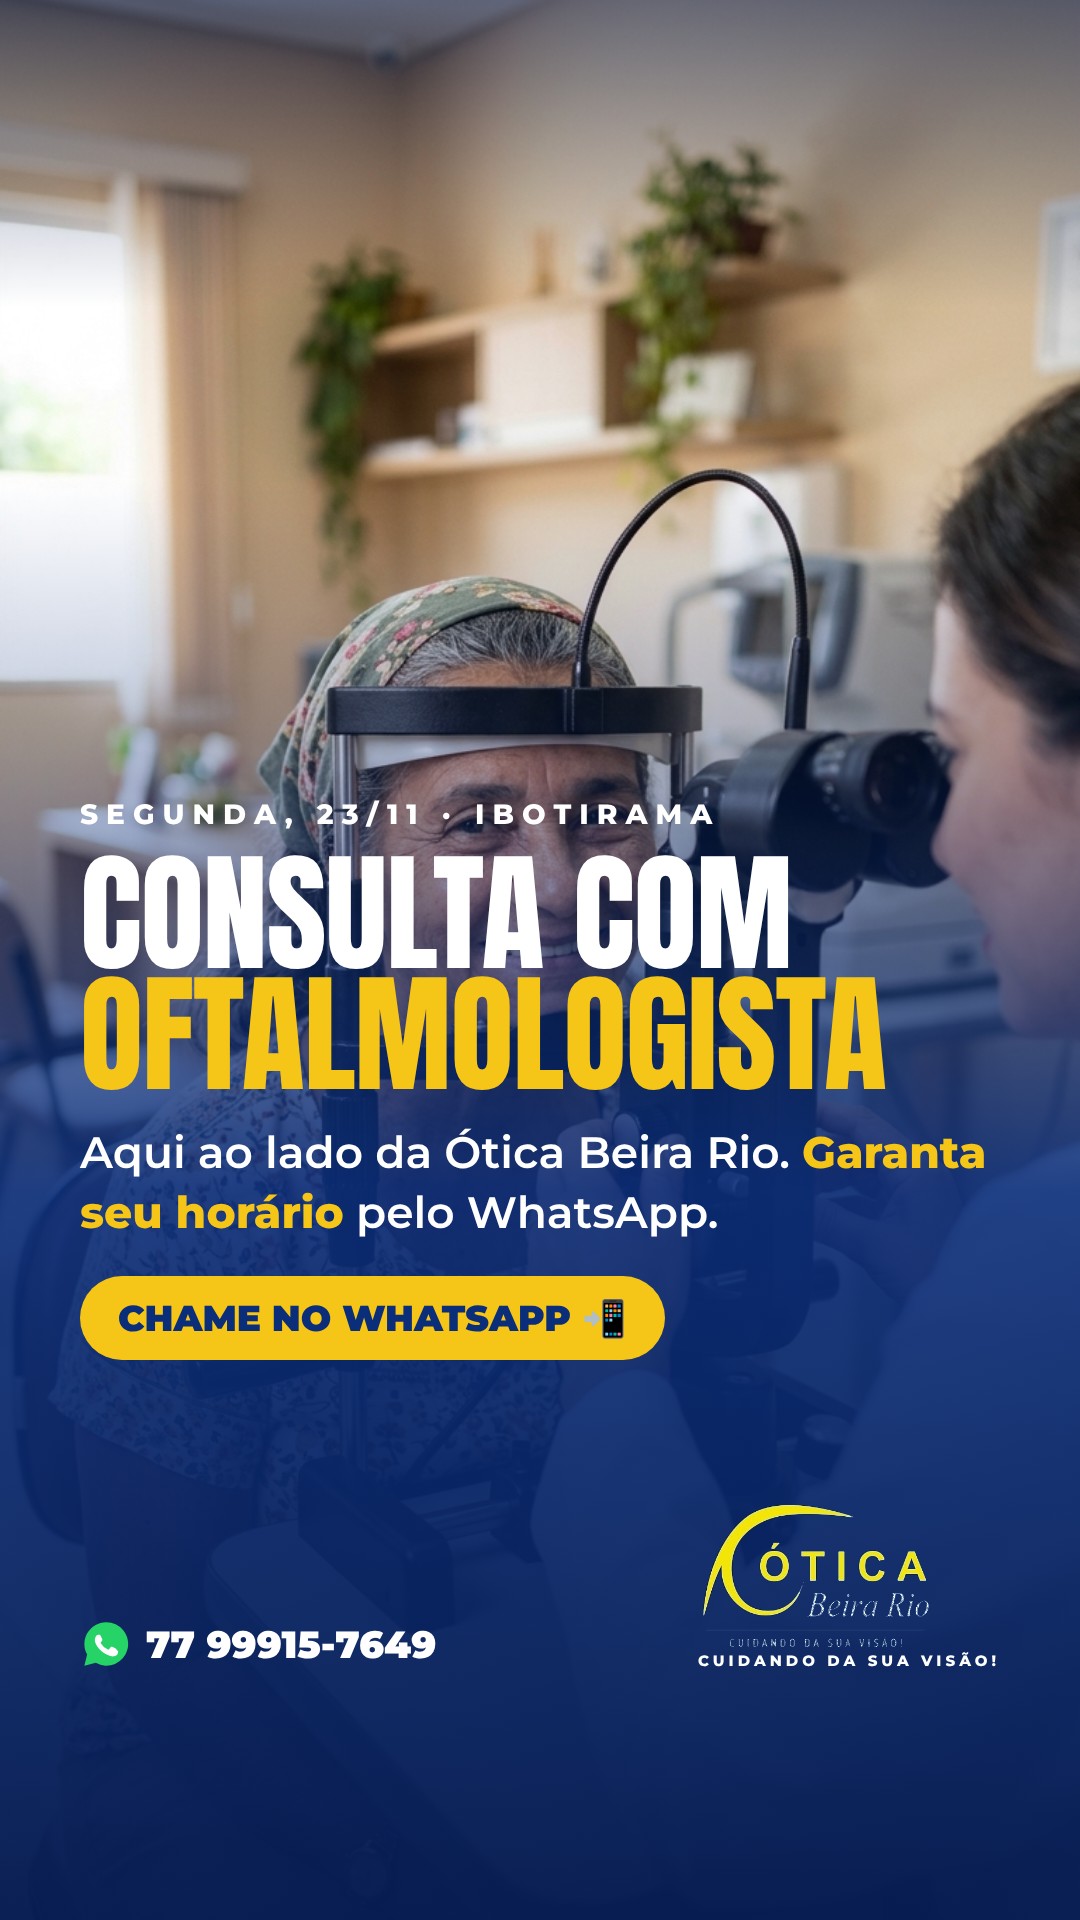 SEGUNDA, 23/11 · IBOTIRAMA
CONSULTA COM
OFTALMOLOGISTA
Aqui ao lado da Ótica Beira Rio. Garanta
seu horário pelo WhatsApp.
CHAME NO WHATSAPP 📲
ÓTICA
Beira Rio
CUIDANDO DA SUA VISÃO!
77 99915-7649
CUIDANDO DA SUA VISÃO!